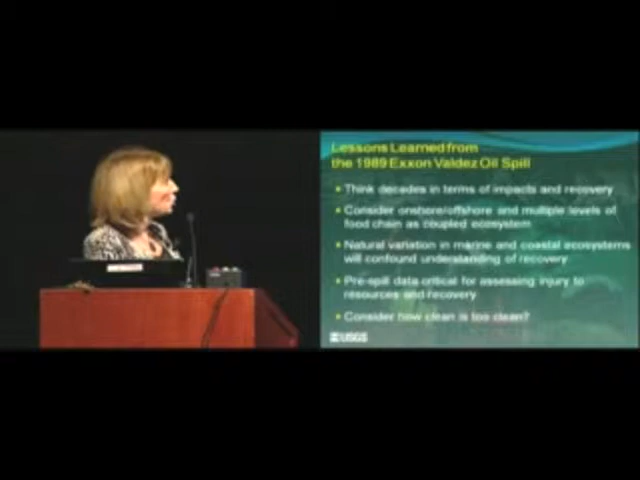 Lessons Learned from
the 1989 Exxon Valdez Oil Spill
• Think decades in terms of impacts and recovery
• Consider onshore/offshore and multiple levels of
food chain as coupled ecosystem
• Natural variation in marine and coastal ecosystems
will confound understanding of recovery
• Pre-spill data critical for assessing injury to
resources and recovery
• Consider how clean is too clean?
USGS